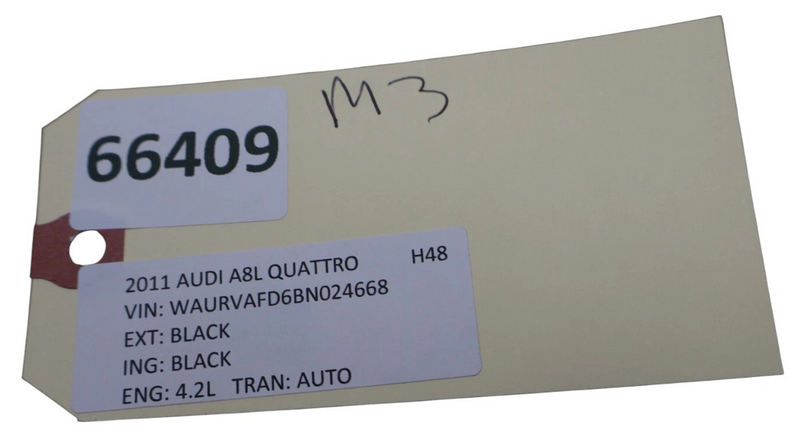 M3
66409
2011 AUDI A8L QUATTRO H48
VIN: WAURVAFD6BN024668
EXT: BLACK
ING: BLACK
ENG: 4.2L TRAN: AUTO